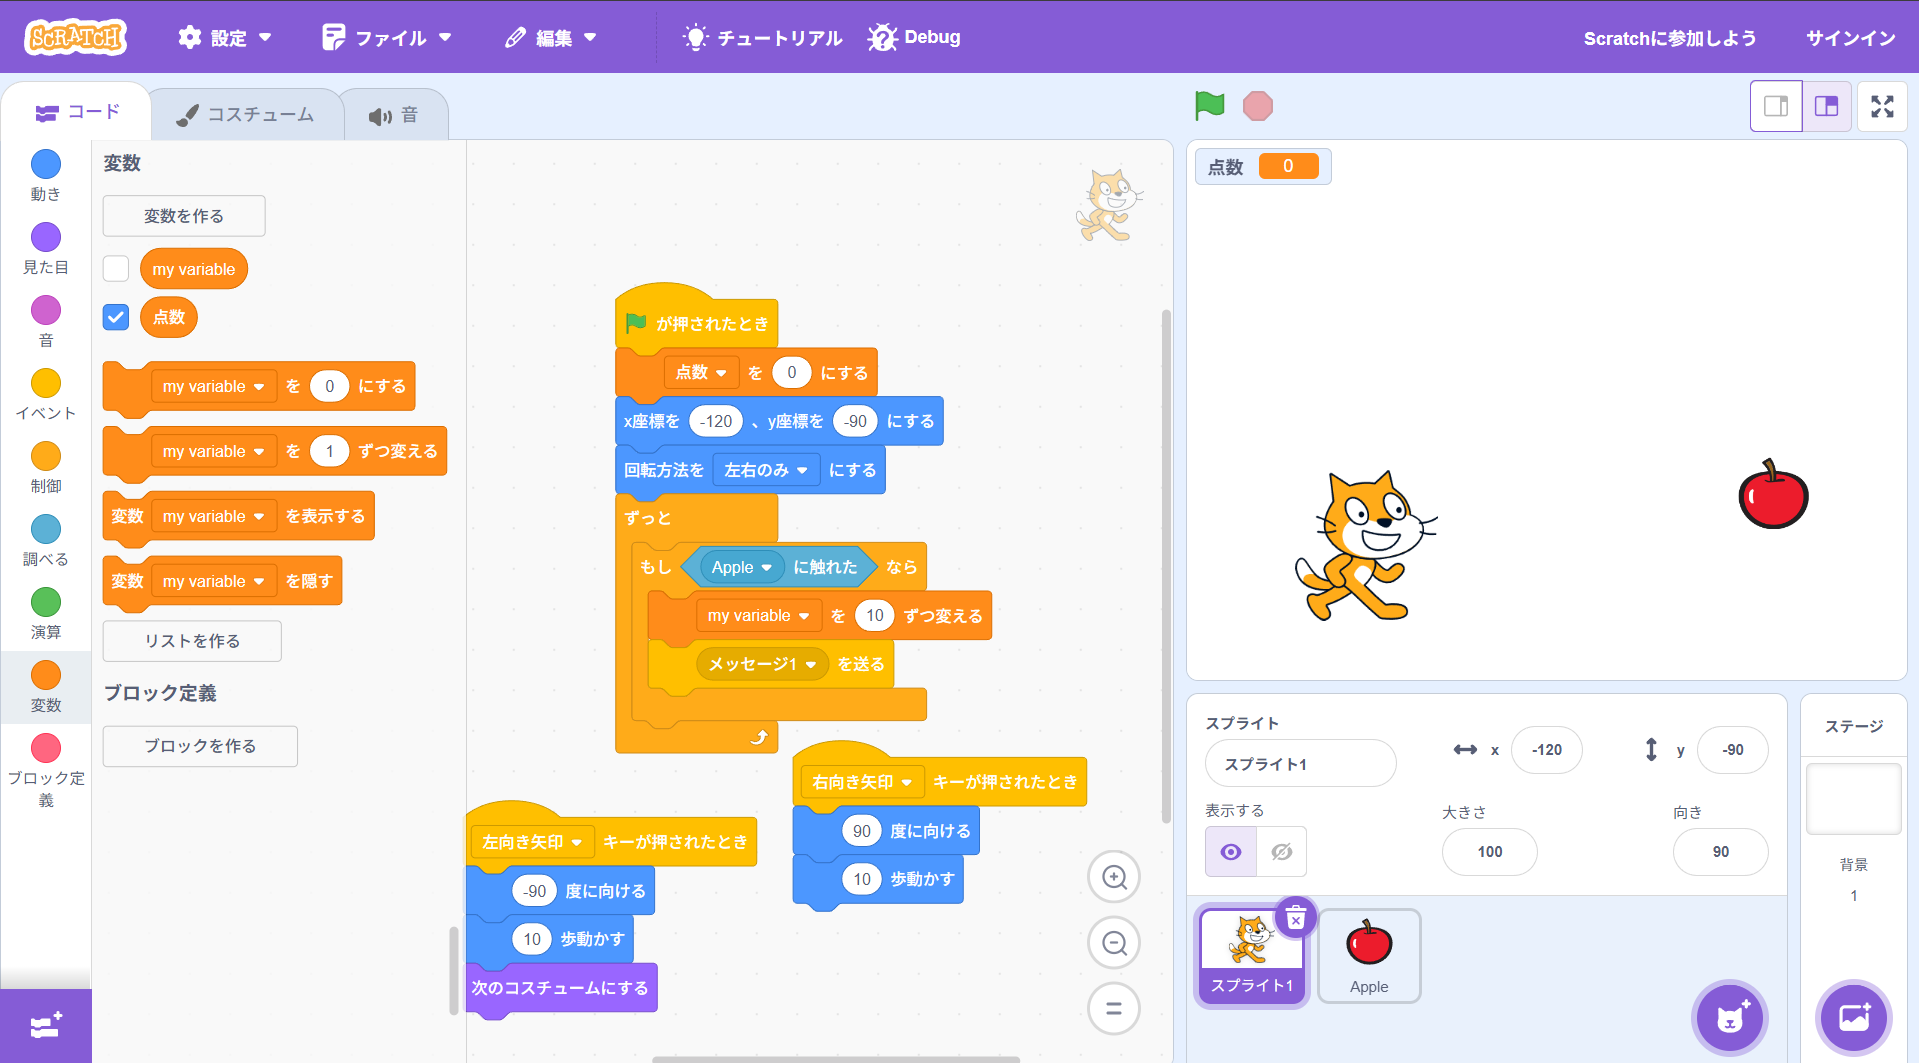 SCRATCH
設定
ファイル
編集
チュートリアル
Debug
Scratchに参加しよう
サインイン
コード
コスチューム
音
動き
見た目
音
イベント
制御
調べる
演算
変数
ブロック定
義
変数
変数を作る
my variable
点数
my variable を 0 にする
my variable を 1 ずつ変える
変数 my variable を表示する
変数 my variable を隠す
リストを作る
ブロック定義
ブロックを作る
が押されたとき
点数 を 0 にする
x座標を -120 、y座標を -90 にする
回転方法を 左右のみ にする
ずっと
もし Apple に触れた なら
my variable を 10 ずつ変える
メッセージ1 を送る
右向き矢印 キーが押されたとき
90 度に向ける
10 歩動かす
左向き矢印 キーが押されたとき
-90 度に向ける
10 歩動かす
次のコスチュームにする
点数 0
スプライト
スプライト1
x -120
y -90
表示する
大きさ
100
向き
90
スプライト1
Apple
ステージ
背景
1